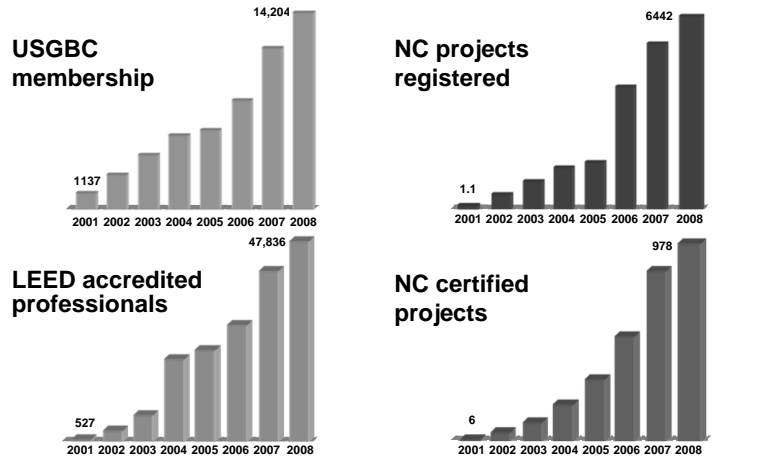 14,204
USGBC
membership
1137
2001 2002 2003 2004 2005 2006 2007 2008
6442
NC projects
registered
1.1
2001 2002 2003 2004 2005 2006 2007 2008
47,836
LEED accredited
professionals
527
2001 2002 2003 2004 2005 2006 2007 2008
978
NC certified
projects
6
2001 2002 2003 2004 2005 2006 2007 2008